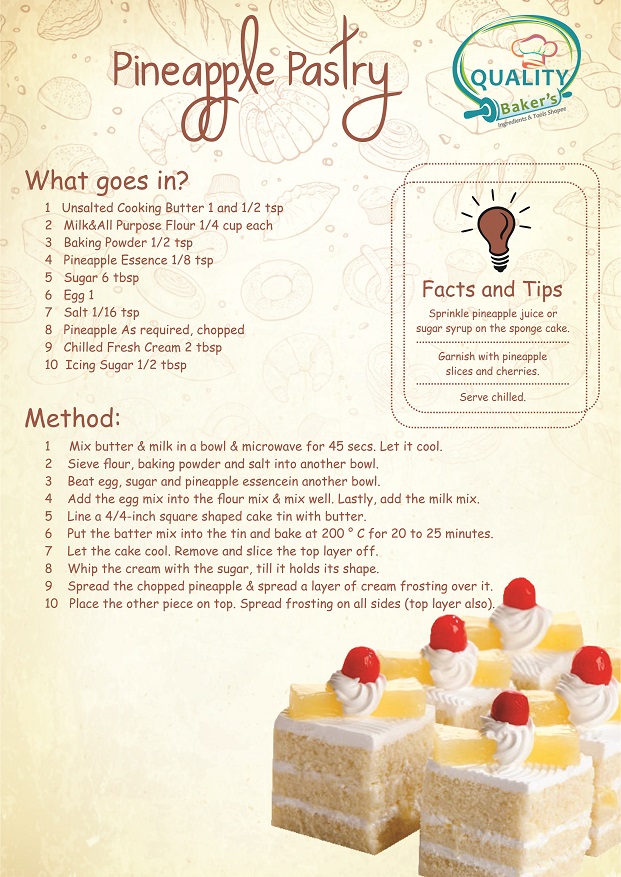 Pineapple Pastry
QUALITY
Baker's
Ingredients & Tools Shopee
What goes in?
1 Unsalted Cooking Butter 1 and 1/2 tsp
2 Milk&All Purpose Flour 1/4 cup each
3 Baking Powder 1/2 tsp
4 Pineapple Essence 1/8 tsp
5 Sugar 6 tbsp
6 Egg 1
7 Salt 1/16 tsp
8 Pineapple As required, chopped
9 Chilled Fresh Cream 2 tbsp
10 Icing Sugar 1/2 tbsp
Facts and Tips
Sprinkle pineapple juice or
sugar syrup on the sponge cake.
Garnish with pineapple
slices and cherries.
Serve chilled.
Method:
1 Mix butter & milk in a bowl & microwave for 45 secs. Let it cool.
2 Sieve flour, baking powder and salt into another bowl.
3 Beat egg, sugar and pineapple essencein another bowl.
4 Add the egg mix into the flour mix & mix well. Lastly, add the milk mix.
5 Line a 4/4-inch square shaped cake tin with butter.
6 Put the batter mix into the tin and bake at 200 ° C for 20 to 25 minutes.
7 Let the cake cool. Remove and slice the top layer off.
8 Whip the cream with the sugar, till it holds its shape.
9 Spread the chopped pineapple & spread a layer of cream frosting over it.
10 Place the other piece on top. Spread frosting on all sides (top layer also).